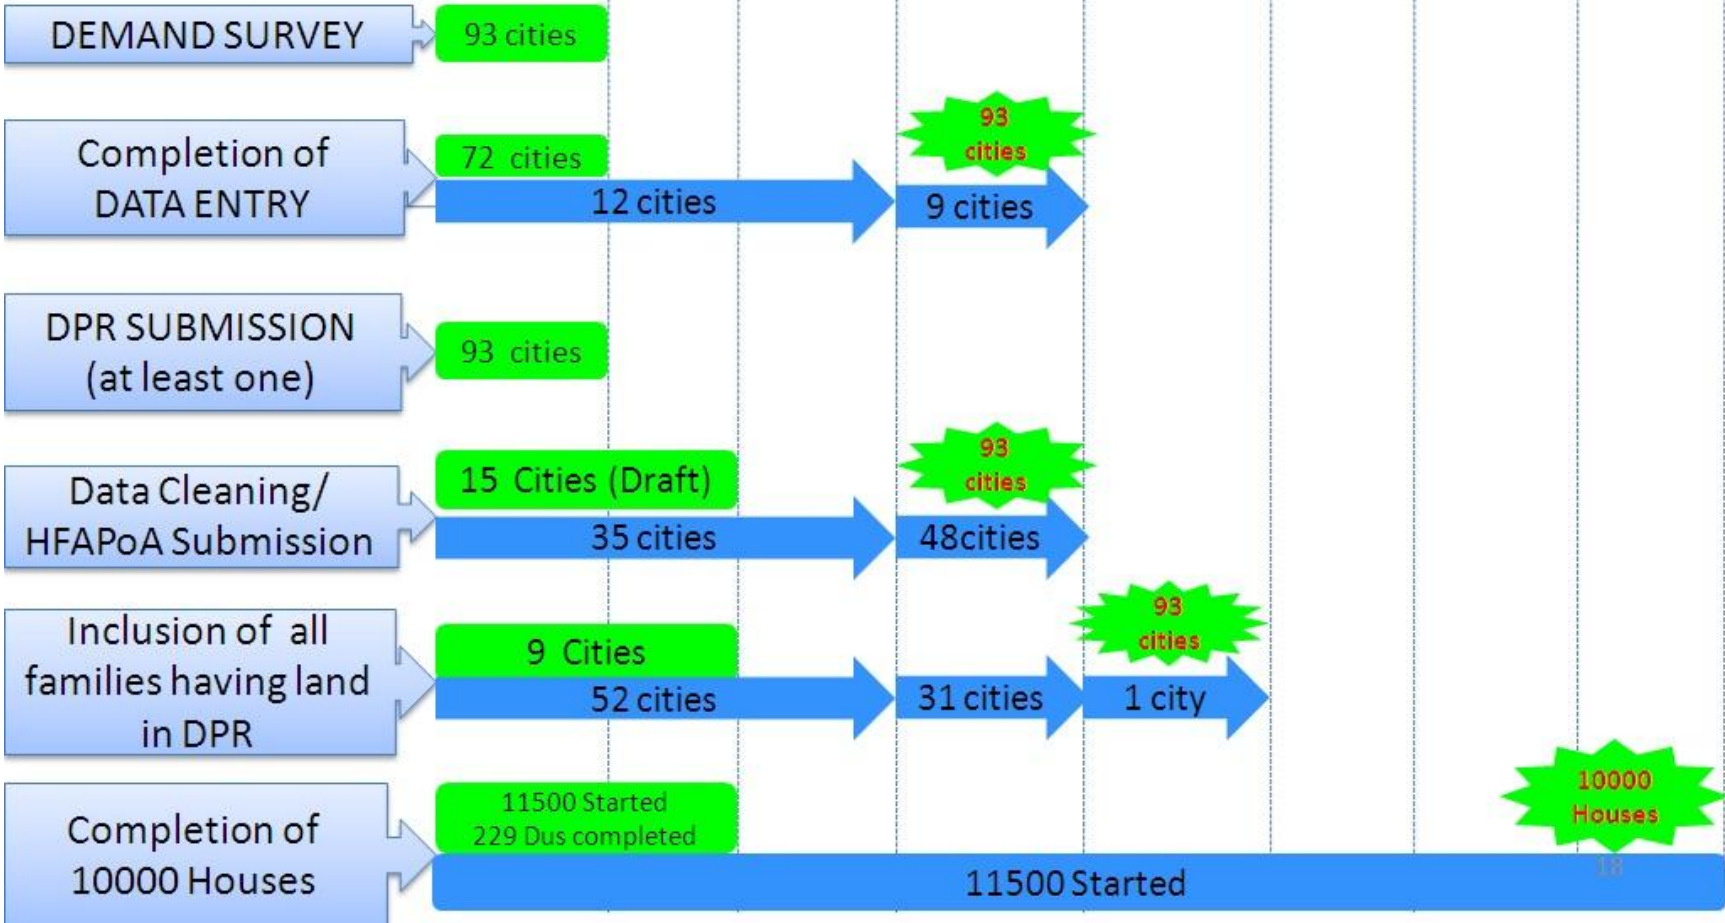 DEMAND SURVEY
93 cities
Completion of
DATA ENTRY
72 cities
12 cities
9 cities
93
cities
DPR SUBMISSION
(at least one)
93 cities
Data Cleaning/
HFAPoA Submission
15 Cities (Draft)
35 cities
48cities
93
cities
Inclusion of all
families having land
in DPR
9 Cities
52 cities
31 cities
1 city
93
cities
Completion of
10000 Houses
11500 Started
229 Dus completed
11500 Started
10000
Houses
18